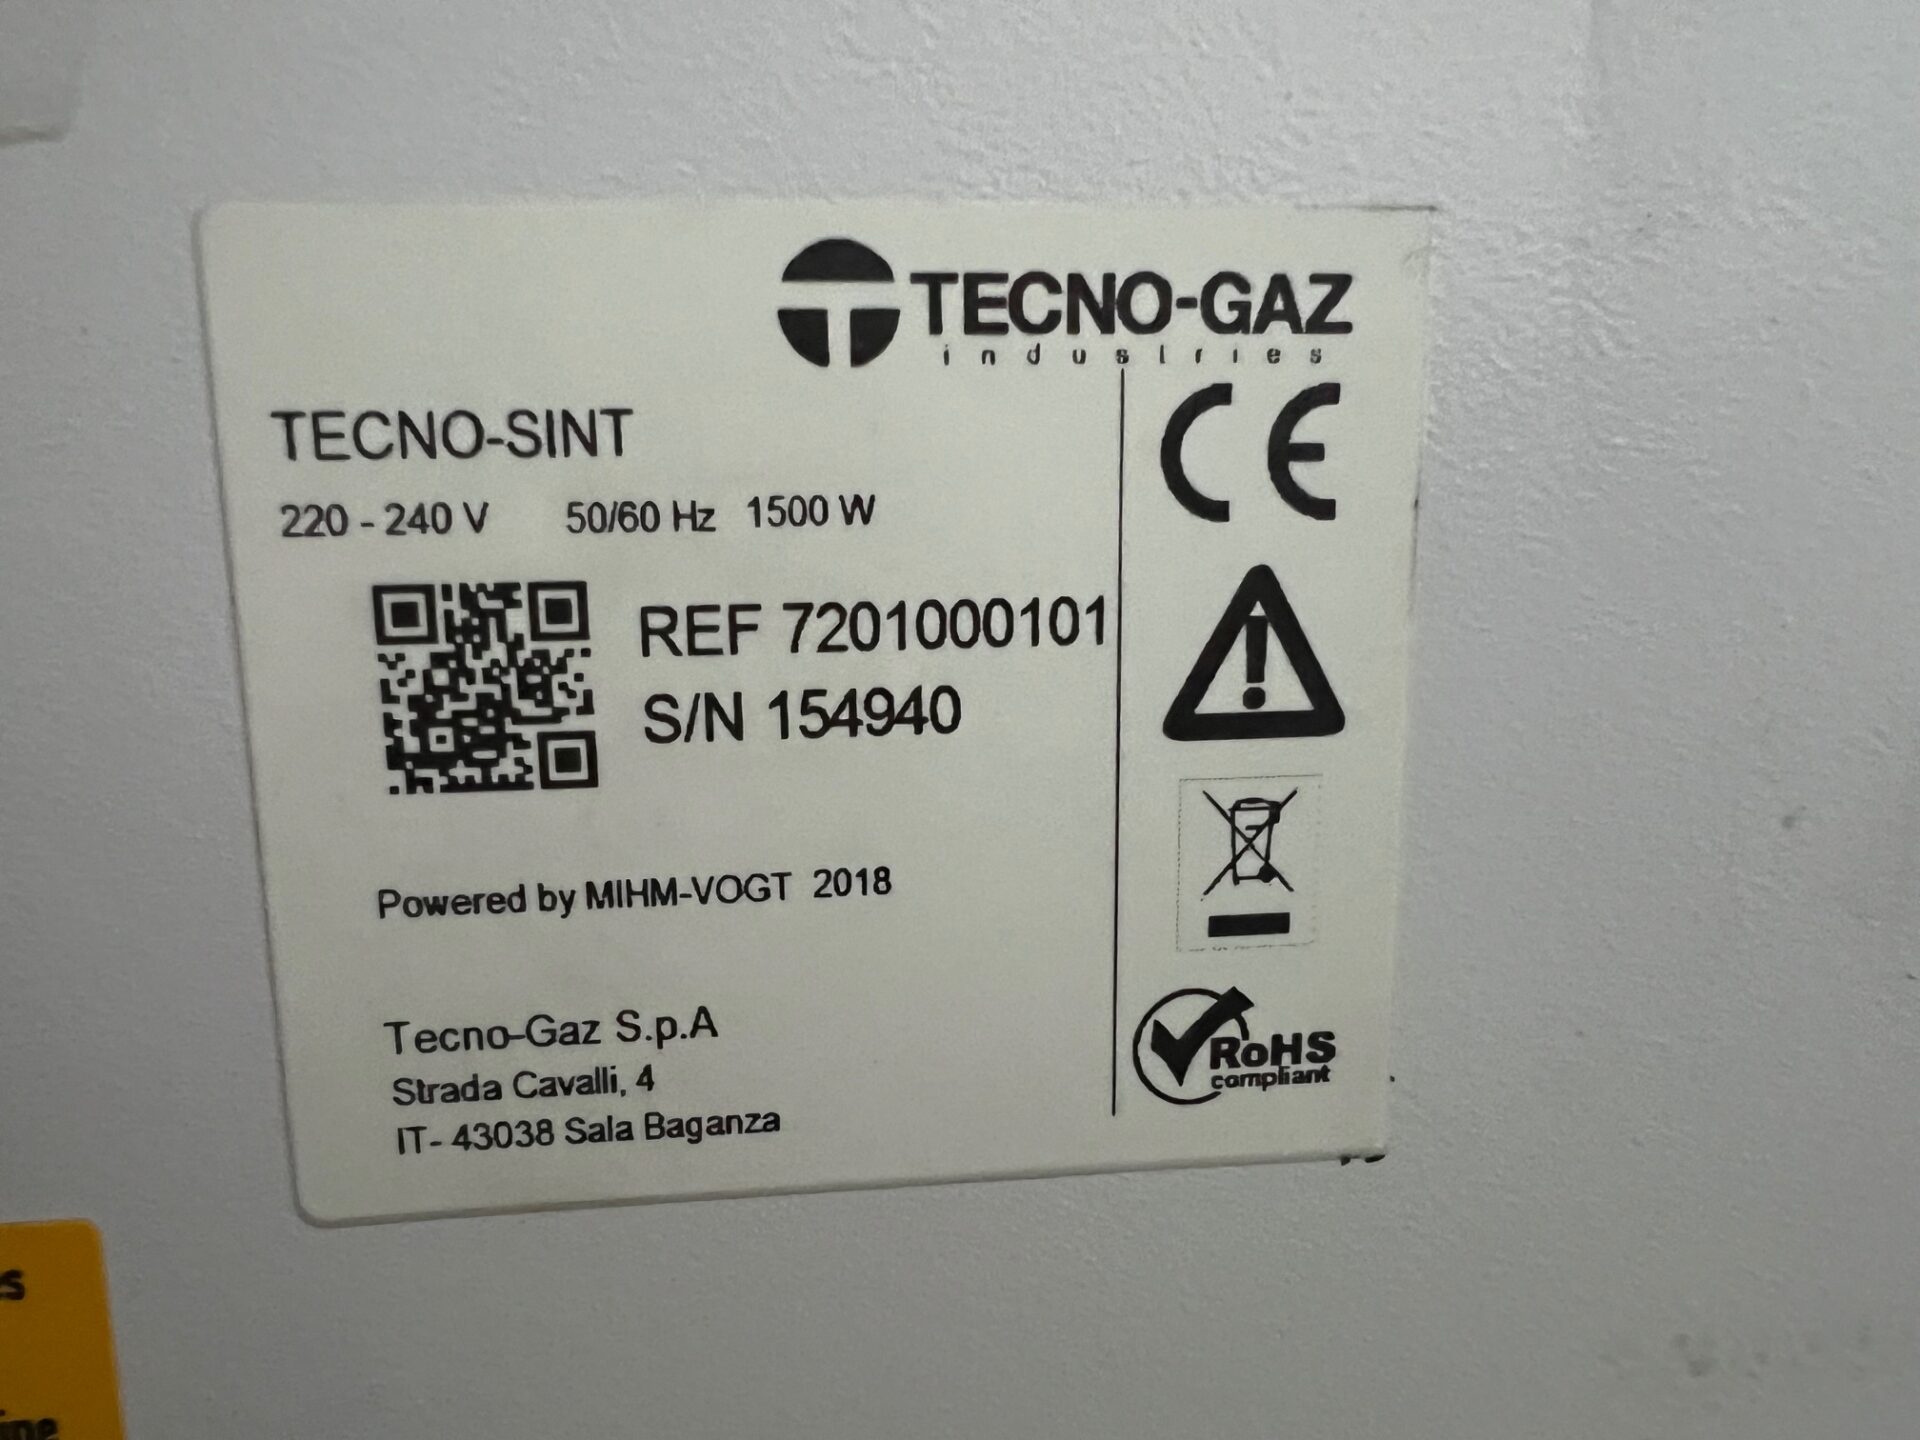 TECNO-GAZ
industries
TECNO-SINT
220 - 240 V 50/60 Hz 1500 W
CE
REF 7201000101
S/N 154940
Powered by MIHM-VOGT 2018
Tecno-Gaz S.p.A
Strada Cavalli, 4
IT- 43038 Sala Baganza
RoHS
compliant